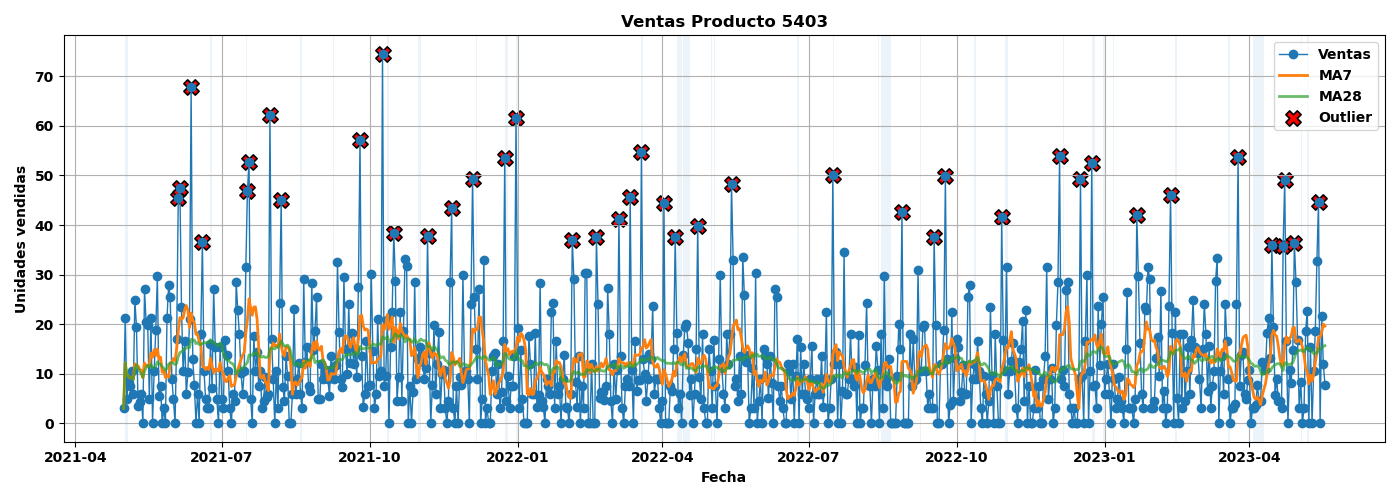 Ventas Producto 5403
Unidades vendidas
70
60
50
40
30
20
10
0
2021-04
2021-07
2021-10
2022-01
2022-04
2022-07
2022-10
2023-01
2023-04
Fecha
Ventas
MA7
MA28
Outlier